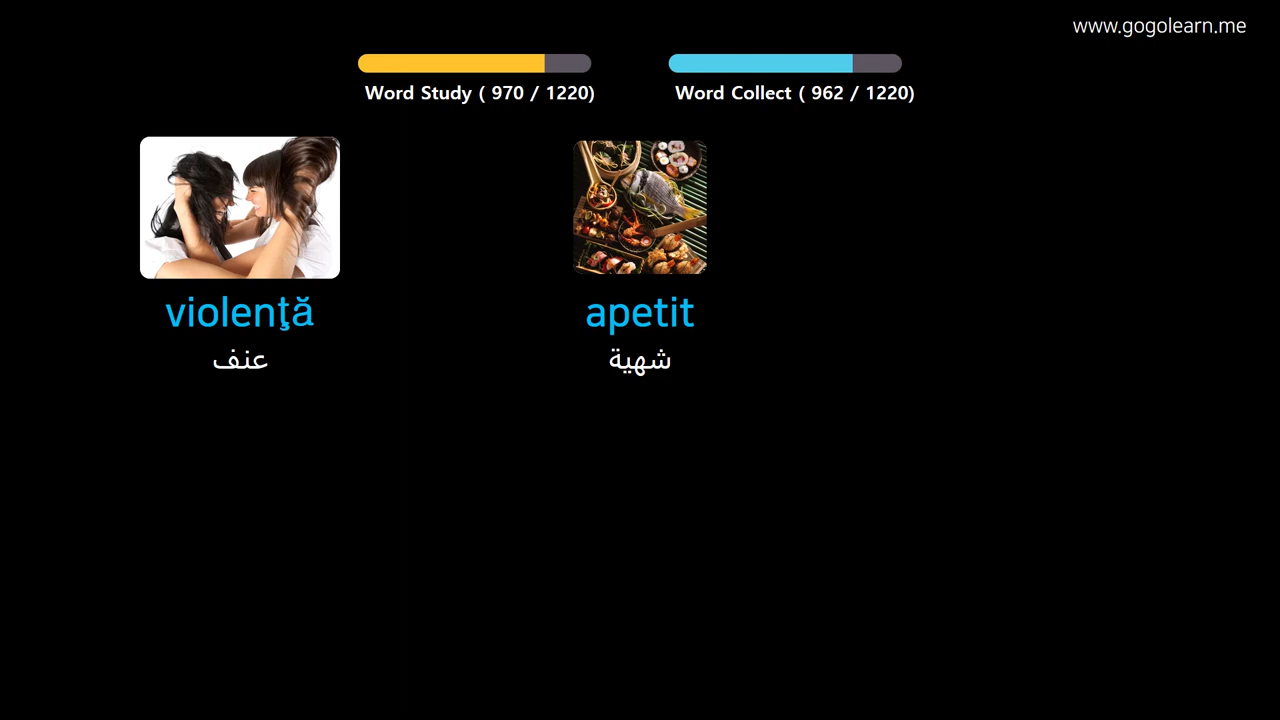 www.gogolearn.me
Word Study ( 970 / 1220)
Word Collect ( 962 / 1220)
violenţă
عنف
apetit
شهية